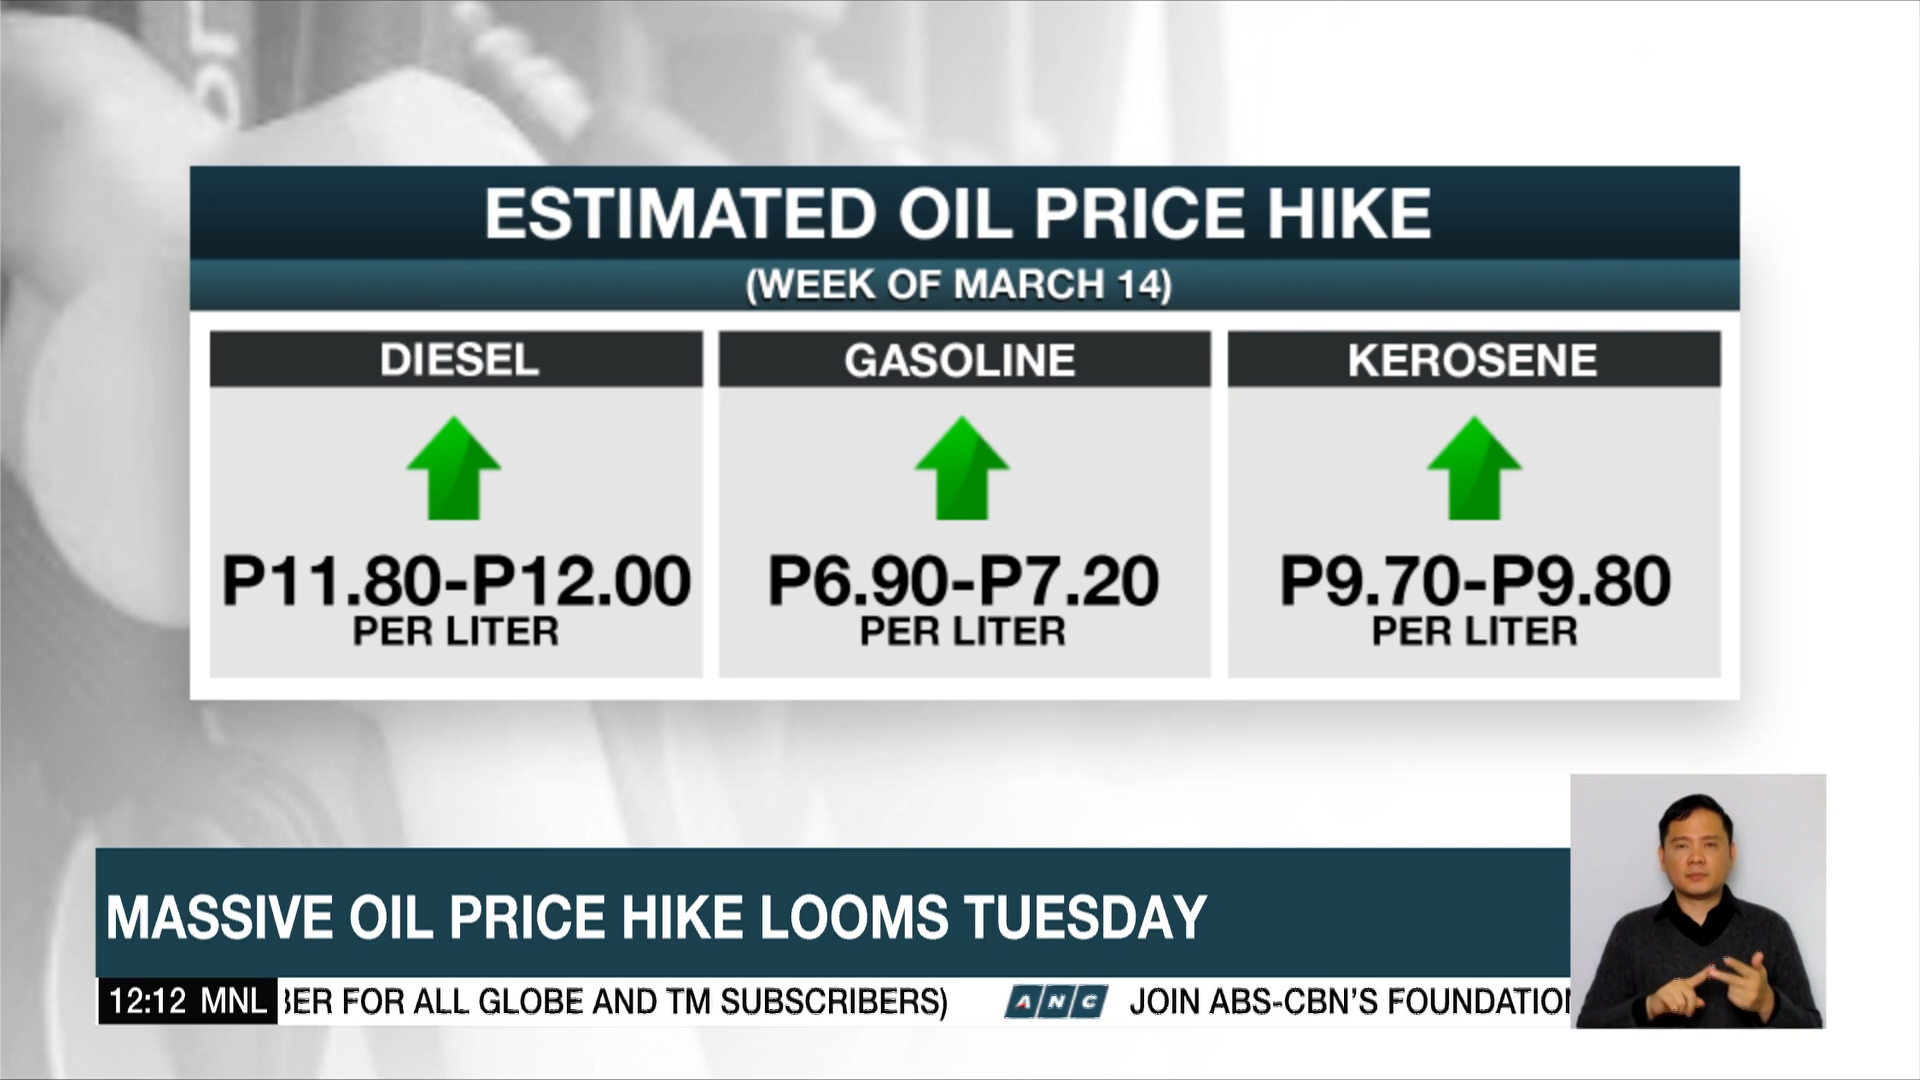 ESTIMATED OIL PRICE HIKE
(WEEK OF MARCH 14)
DIESEL
P11.80-P12.00
PER LITER
GASOLINE
P6.90-P7.20
PER LITER
KEROSENE
P9.70-P9.80
PER LITER
MASSIVE OIL PRICE HIKE LOOMS TUESDAY
12:12 MNL
BER FOR ALL GLOBE AND TM SUBSCRIBERS) ANC JOIN ABS-CBN'S FOUNDATION